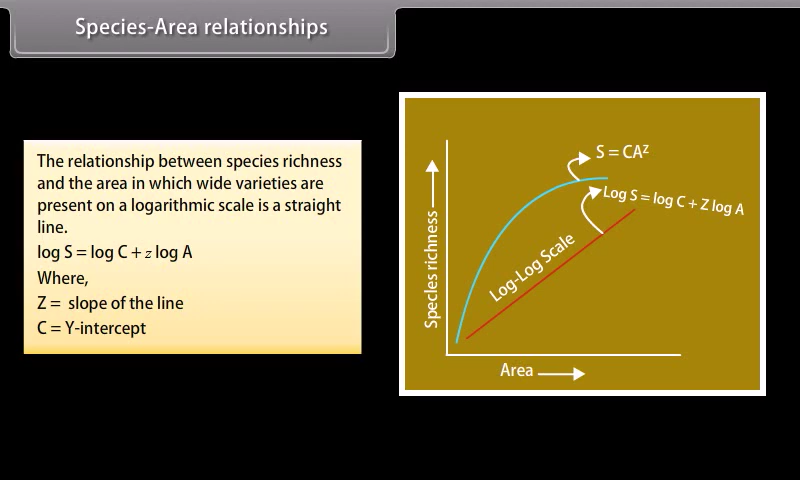 Species-Area relationships
The relationship between species richness
and the area in which wide varieties are
present on a logarithmic scale is a straight
line.
log S = log C + z log A
Where,
Z = slope of the line
C = Y-intercept
S = CAᶻ
Log S = log C + Z log A
Log-Log Scale
Species richness
Area